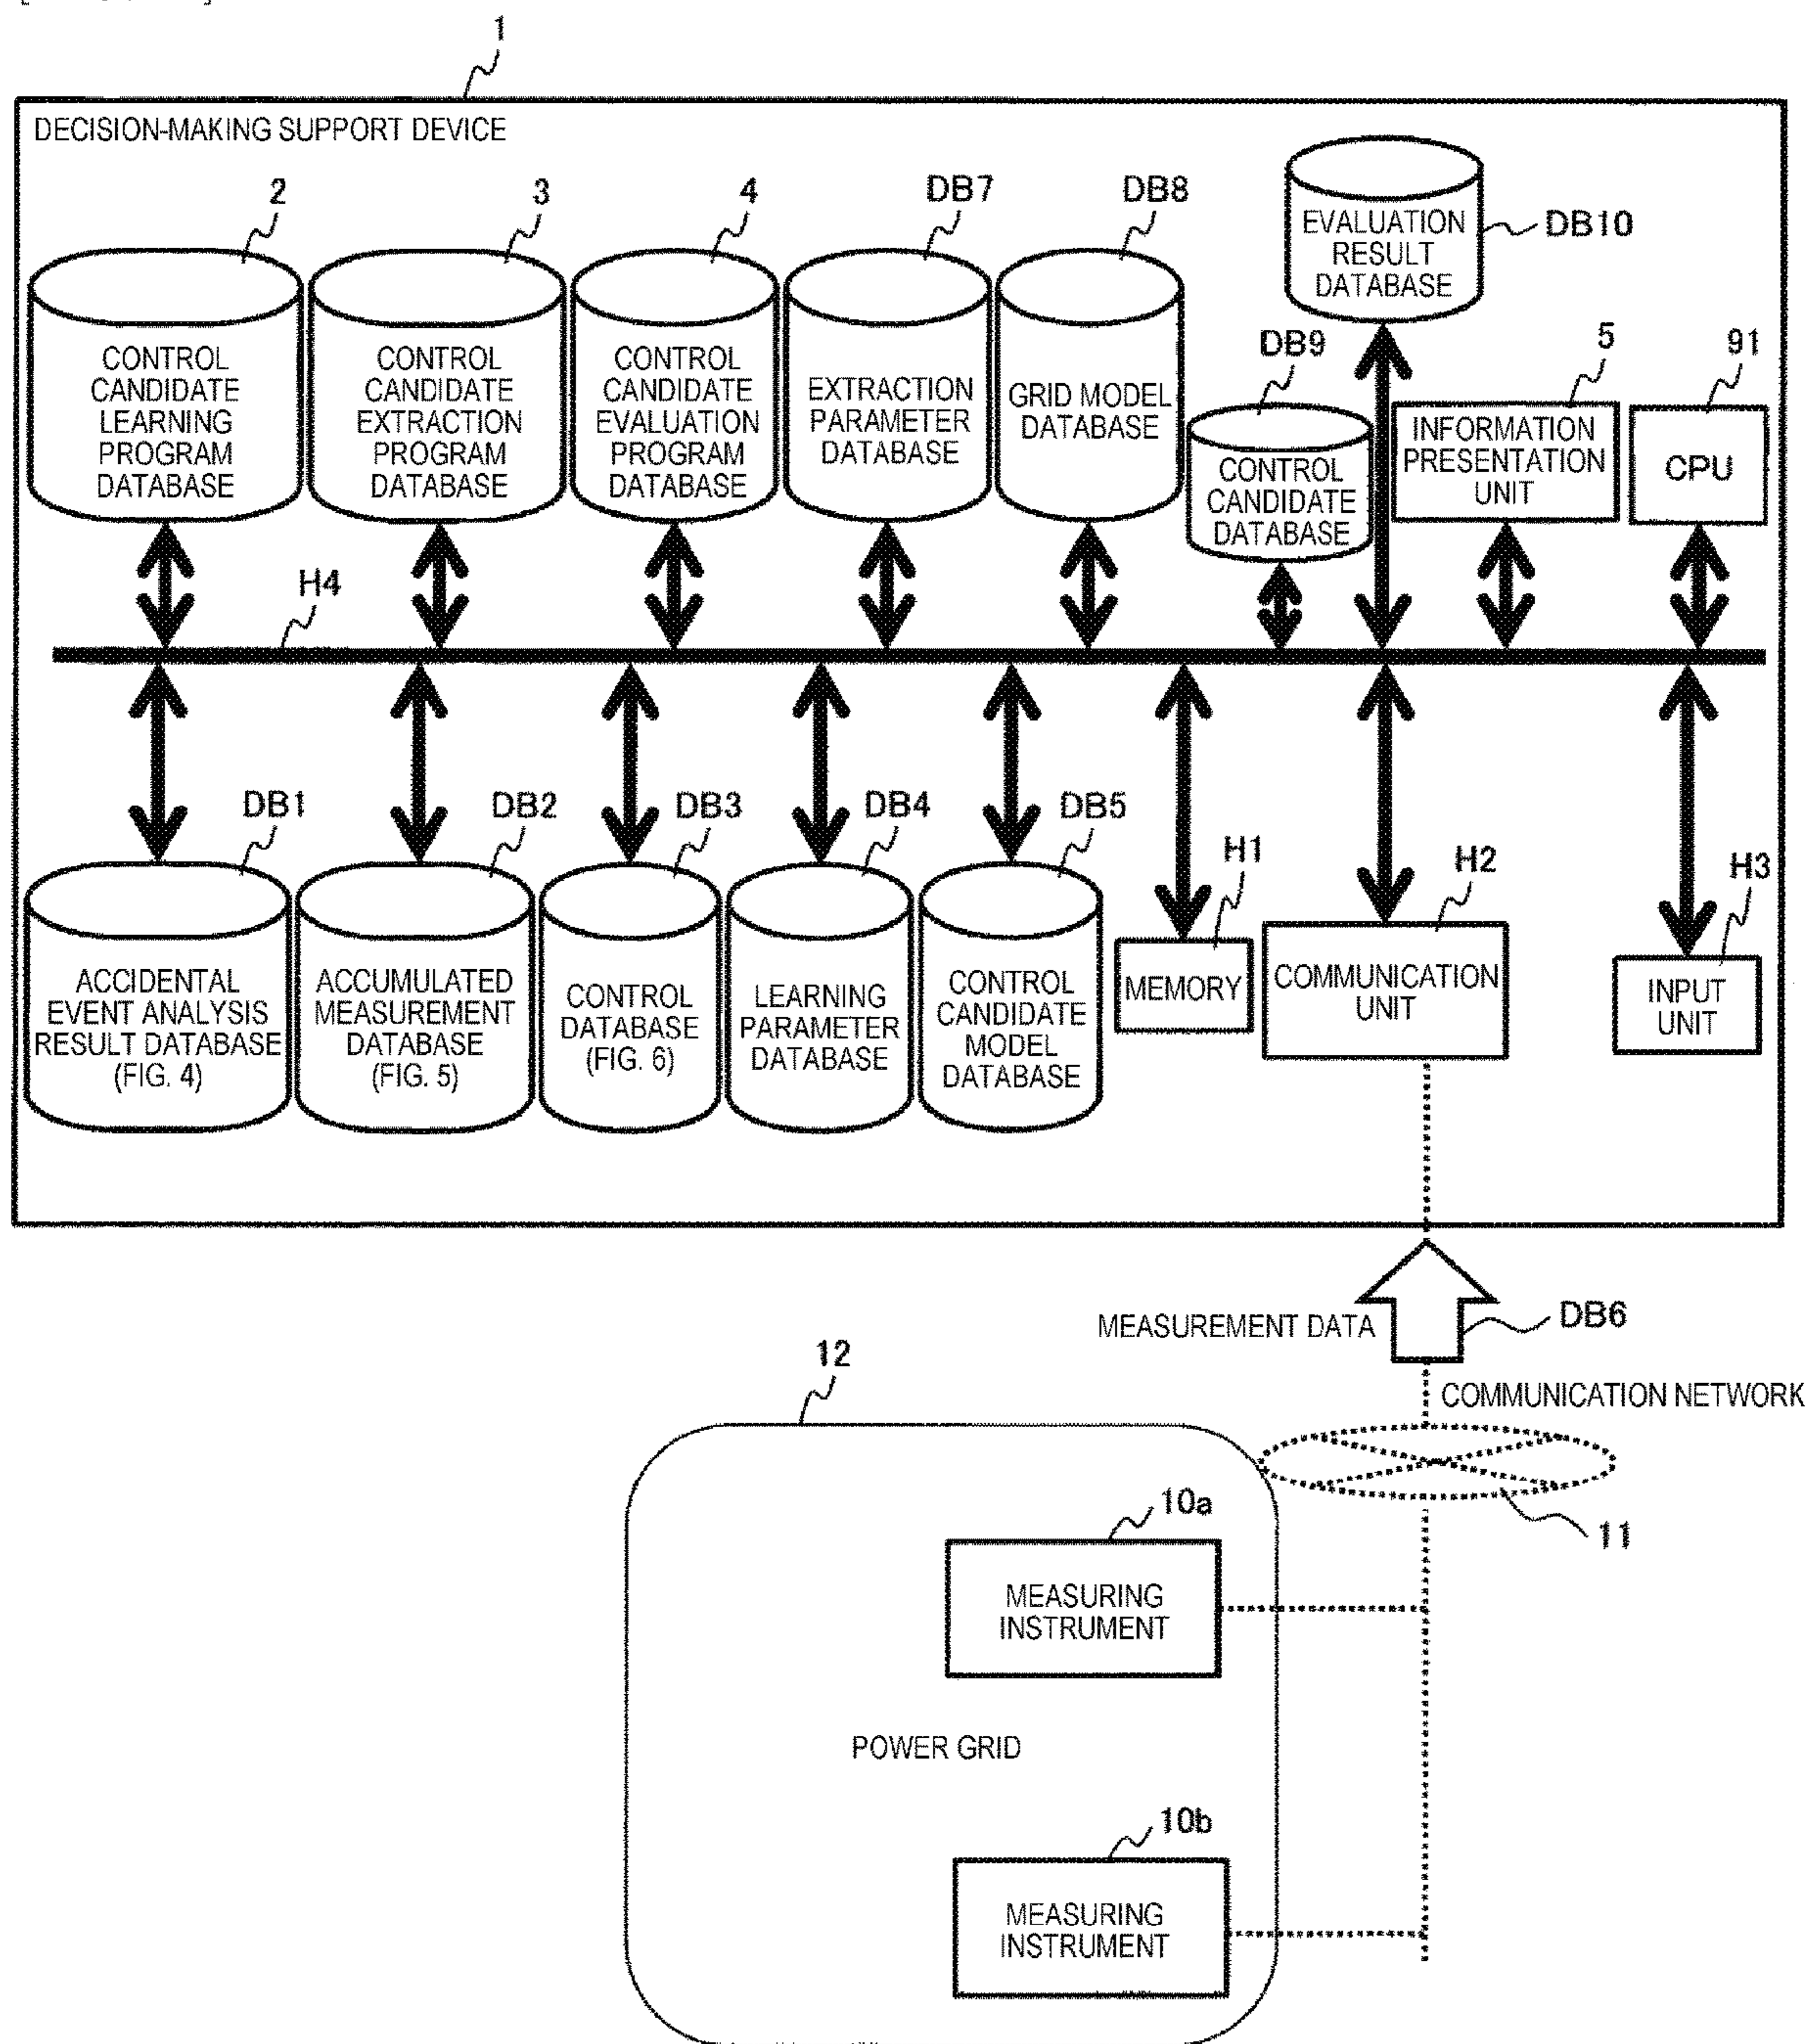 1
DECISION-MAKING SUPPORT DEVICE
2
3
4
DB7
DB8
EVALUATION
RESULT
DATABASE
DB10
CONTROL
CANDIDATE
LEARNING
PROGRAM
DATABASE
CONTROL
CANDIDATE
EXTRACTION
PROGRAM
DATABASE
CONTROL
CANDIDATE
EVALUATION
PROGRAM
DATABASE
EXTRACTION
PARAMETER
DATABASE
GRID MODEL
DATABASE
DB9
CONTROL
CANDIDATE
DATABASE
5
INFORMATION
PRESENTATION
UNIT
91
CPU
H4
DB1
DB2
DB3
DB4
DB5
H1
H2
H3
ACCIDENTAL
EVENT ANALYSIS
RESULT DATABASE
(FIG. 4)
ACCUMULATED
MEASUREMENT
DATABASE
(FIG. 5)
CONTROL
DATABASE
(FIG. 6)
LEARNING
PARAMETER
DATABASE
CONTROL
CANDIDATE
MODEL
DATABASE
MEMORY
COMMUNICATION
UNIT
INPUT
UNIT
MEASUREMENT DATA
DB6
12
COMMUNICATION NETWORK
11
10a
MEASURING
INSTRUMENT
POWER GRID
10b
MEASURING
INSTRUMENT